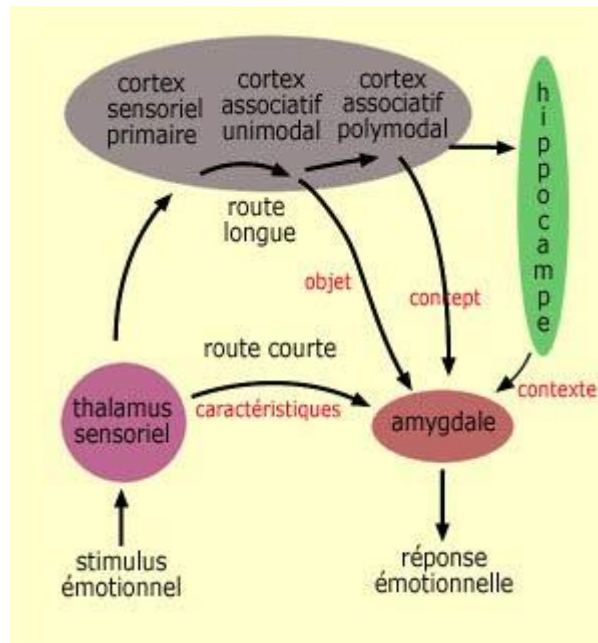 cortex
sensoriel
primaire
cortex
associatif
unimodal
cortex
associatif
polymodal
hippocampe
route
longue
objet
concept
route courte
caractéristiques
thalamus
sensoriel
amygdale
contexte
stimulus
émotionnel
réponse
émotionnelle